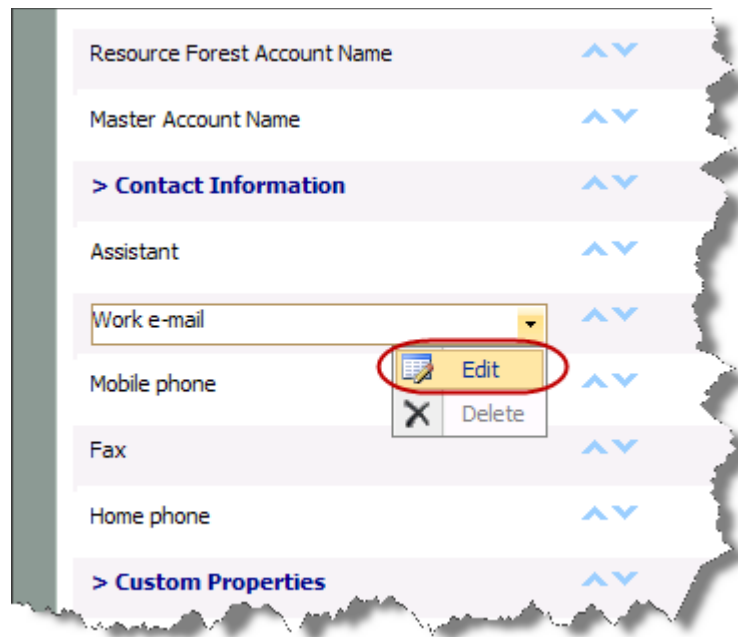 Resource Forest Account Name
Master Account Name
> Contact Information
Assistant
Work e-mail
Edit
Mobile phone
Delete
Fax
Home phone
> Custom Properties